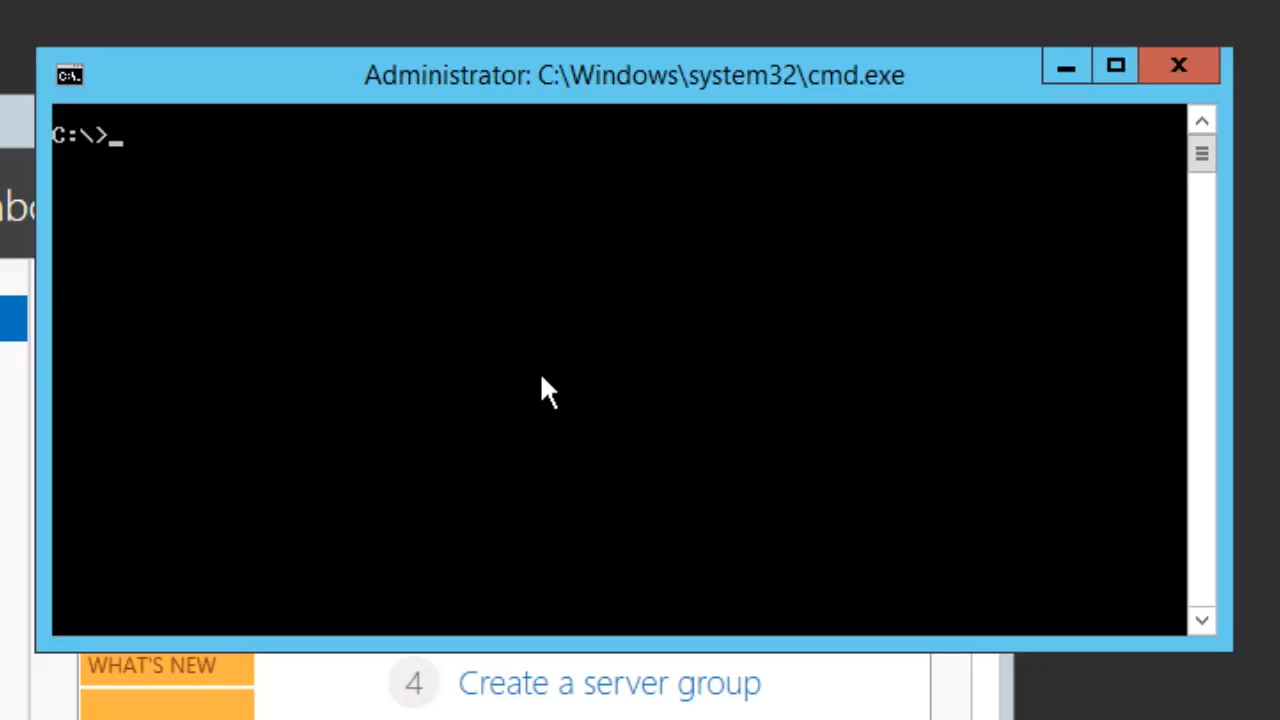 Administrator: C:\Windows\system32\cmd.exe
C:\>_
WHAT'S NEW
4 Create a server group